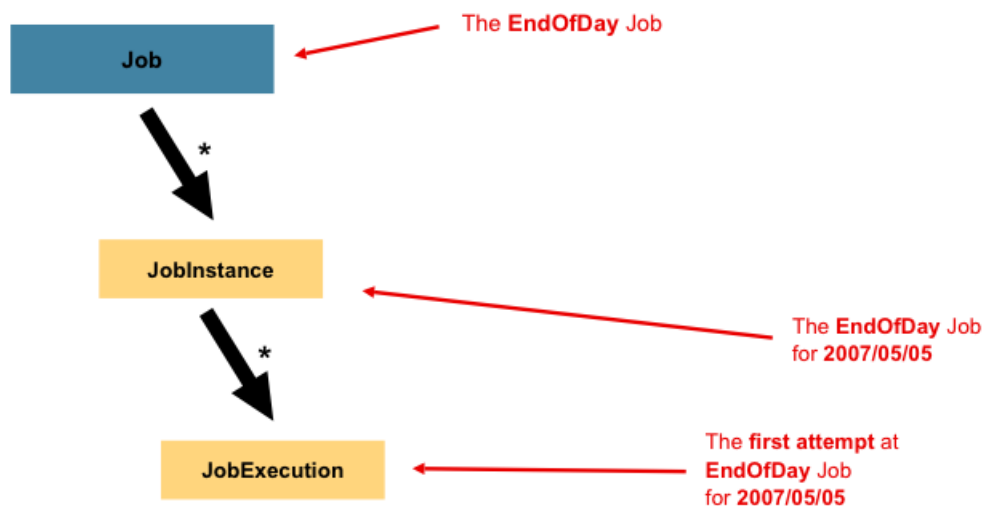 The EndOfDay Job
Job
*
JobInstance
The EndOfDay Job
for 2007/05/05
*
The first attempt at
EndOfDay Job
for 2007/05/05
JobExecution